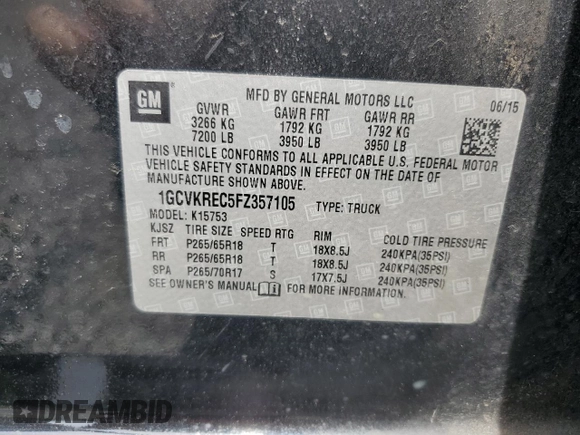 GM
MFD BY GENERAL MOTORS LLC 06/15
GVWR GAWR FRT GAWR RR
3266 KG 1792 KG 1792 KG
7200 LB 3950 LB 3950 LB
THIS VEHICLE CONFORMS TO ALL APPLICABLE U.S. FEDERAL MOTOR
VEHICLE SAFETY STANDARDS IN EFFECT ON THE DATE OF
MANUFACTURE SHOWN ABOVE.
1GCVKREC5FZ357105 TYPE: TRUCK
MODEL: K15753
KJSZ TIRE SIZE SPEED RTG RIM COLD TIRE PRESSURE
FRT P265/65R18 T 18X8.5J 240KPA(35PSI)
RR P265/65R18 T 18X8.5J 240KPA(35PSI)
SPA P265/70R17 S 17X7.5J 240KPA(35PSI)
SEE OWNER'S MANUAL FOR MORE INFORMATION.
DREAMBID